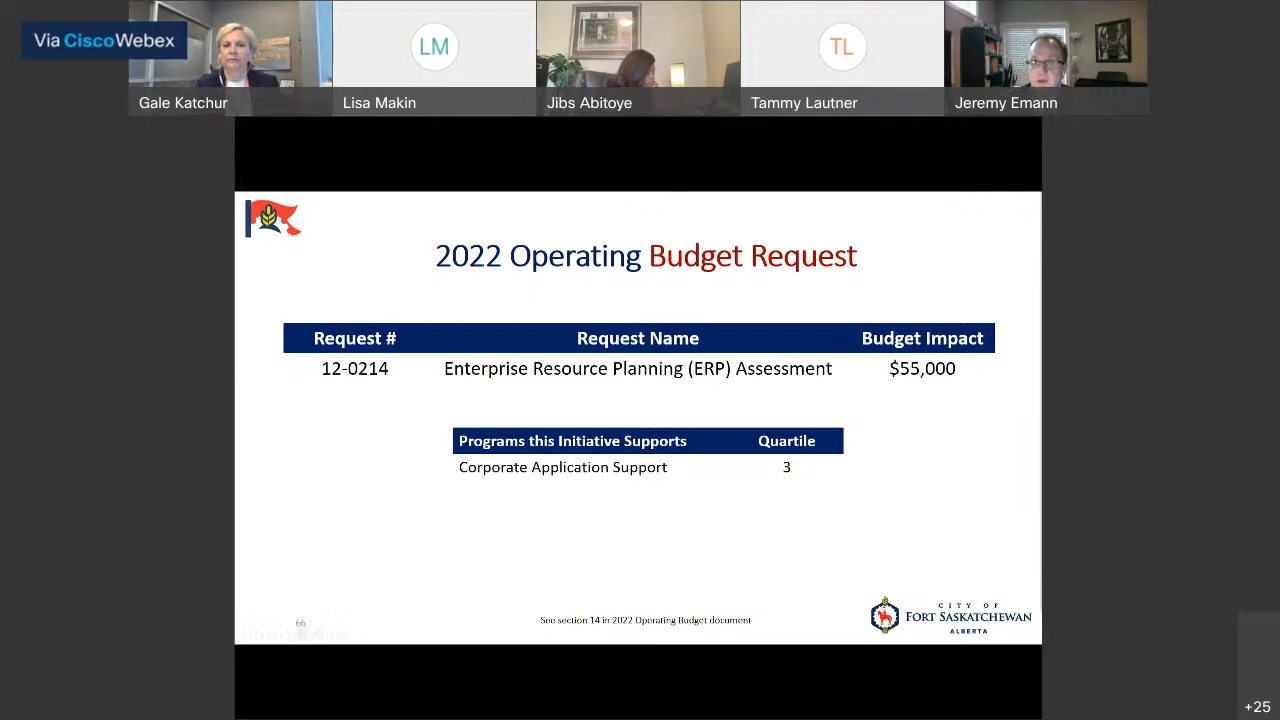 Via CiscoWebex
Gale Katchur
LM
Lisa Makin
Jibs Abitoye
TL
Tammy Lautner
Jeremy Emann
2022 Operating Budget Request
Request # Request Name Budget Impact
12-0214 Enterprise Resource Planning (ERP) Assessment $55,000
Programs this Initiative Supports Quartile
Corporate Application Support 3
66
See section 14 in 2022 Operating Budget document
CITY OF
FORT SASKATCHEWAN
ALBERTA
+25